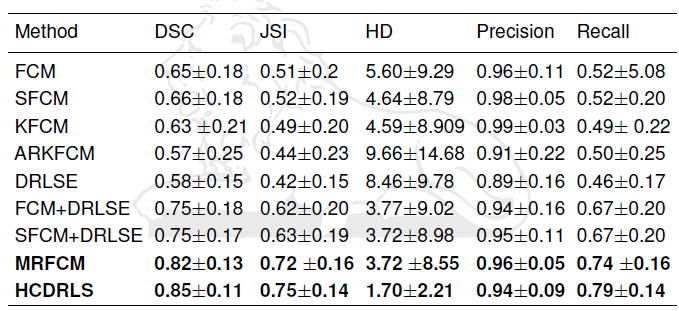 Method DSC JSI HD Precision Recall
FCM 0.65±0.18 0.51±0.2 5.60±9.29 0.96±0.11 0.52±5.08
SFCM 0.66±0.18 0.52±0.19 4.64±8.79 0.98±0.05 0.52±0.20
KFCM 0.63 ±0.21 0.49±0.20 4.59±8.909 0.99±0.03 0.49± 0.22
ARKFCM 0.57±0.25 0.44±0.23 9.66±14.68 0.91±0.22 0.50±0.25
DRLSE 0.58±0.15 0.42±0.15 8.46±9.78 0.89±0.16 0.46±0.17
FCM+DRLSE 0.75±0.18 0.62±0.20 3.77±9.02 0.94±0.16 0.67±0.20
SFCM+DRLSE 0.75±0.17 0.63±0.19 3.72±8.98 0.95±0.11 0.67±0.20
MRFCM 0.82±0.13 0.72 ±0.16 3.72 ±8.55 0.96±0.05 0.74 ±0.16
HCDRLS 0.85±0.11 0.75±0.14 1.70±2.21 0.94±0.09 0.79±0.14